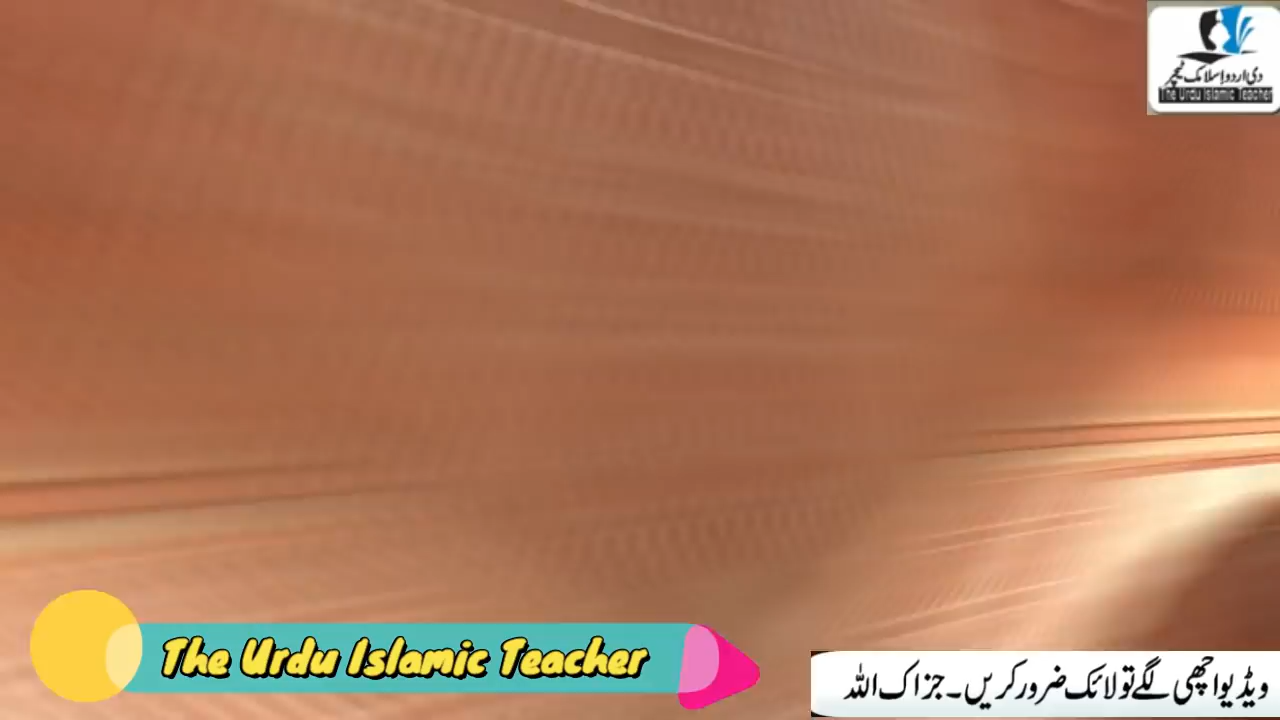 دی اردو اسلامک ٹیچر
The Urdu Islamic Teacher
The Urdu Islamic Teacher
ویڈیو اچھی لگے تو لائک ضرور کریں۔ جزاک اللہ